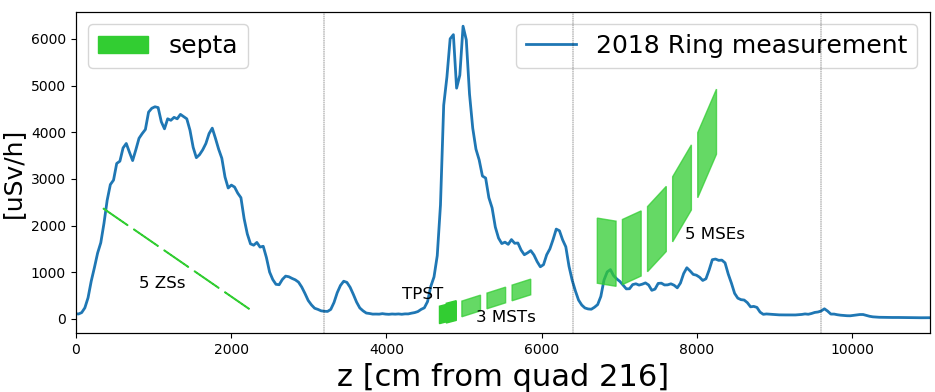 septa
2018 Ring measurement
[uSv/h]
6000
5000
4000
3000
2000
1000
0
5 ZSs
TPST
3 MSTs
5 MSEs
0 2000 4000 6000 8000 10000
z [cm from quad 216]